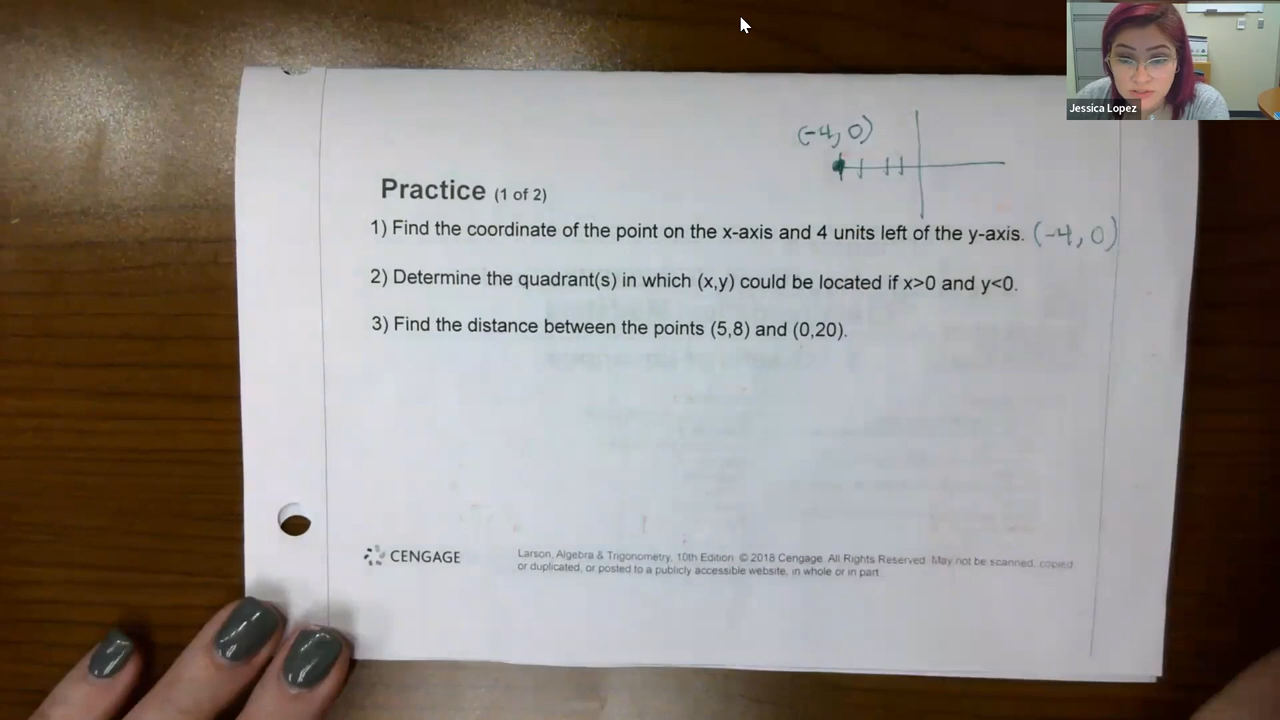 Jessica Lopez
(-4, 0)
Practice (1 of 2)
1) Find the coordinate of the point on the x-axis and 4 units left of the y-axis. (-4, 0)
2) Determine the quadrant(s) in which (x,y) could be located if x>0 and y<0.
3) Find the distance between the points (5,8) and (0,20).
CENGAGE
Larson, Algebra & Trigonometry, 10th Edition. © 2018 Cengage. All Rights Reserved. May not be scanned, copied
or duplicated, or posted to a publicly accessible website, in whole or in part.